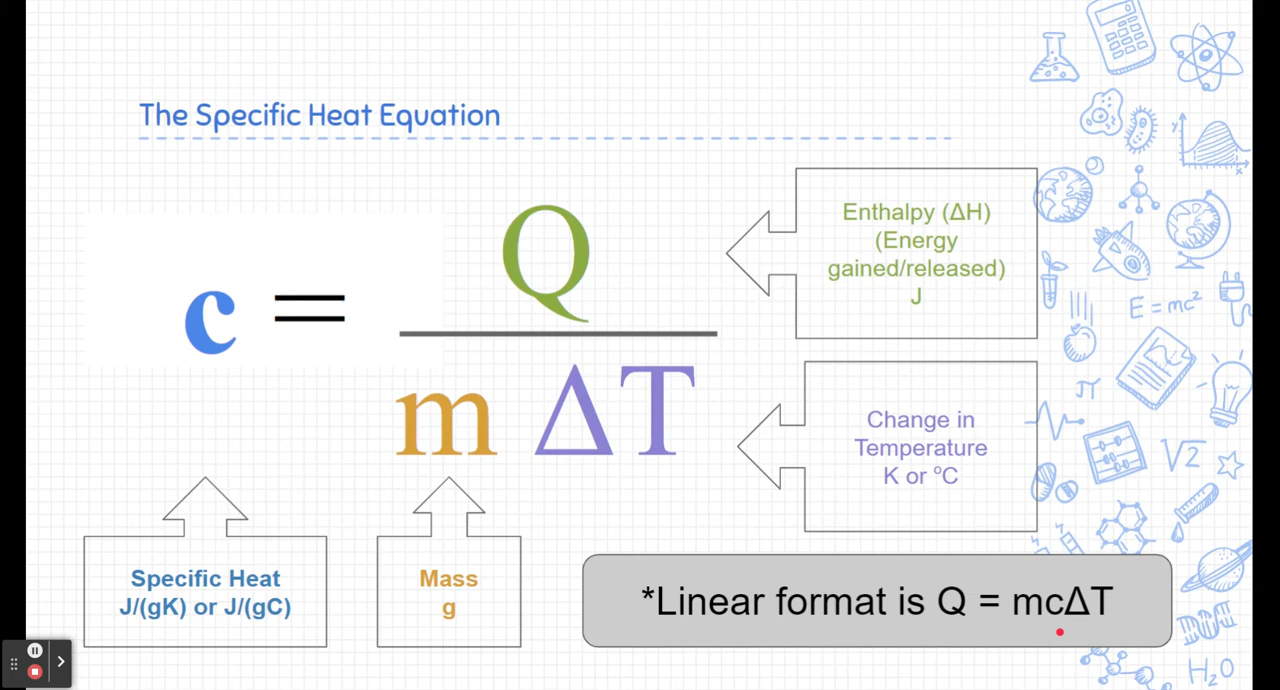 The Specific Heat Equation
c = Q
m ΔT
Enthalpy (ΔH)
(Energy
gained/released)
J
Change in
Temperature
K or ºC
Specific Heat
J/(gK) or J/(gC)
Mass
g
*Linear format is Q = mcΔT
E = mc²
π
√2
H₂O
y
x